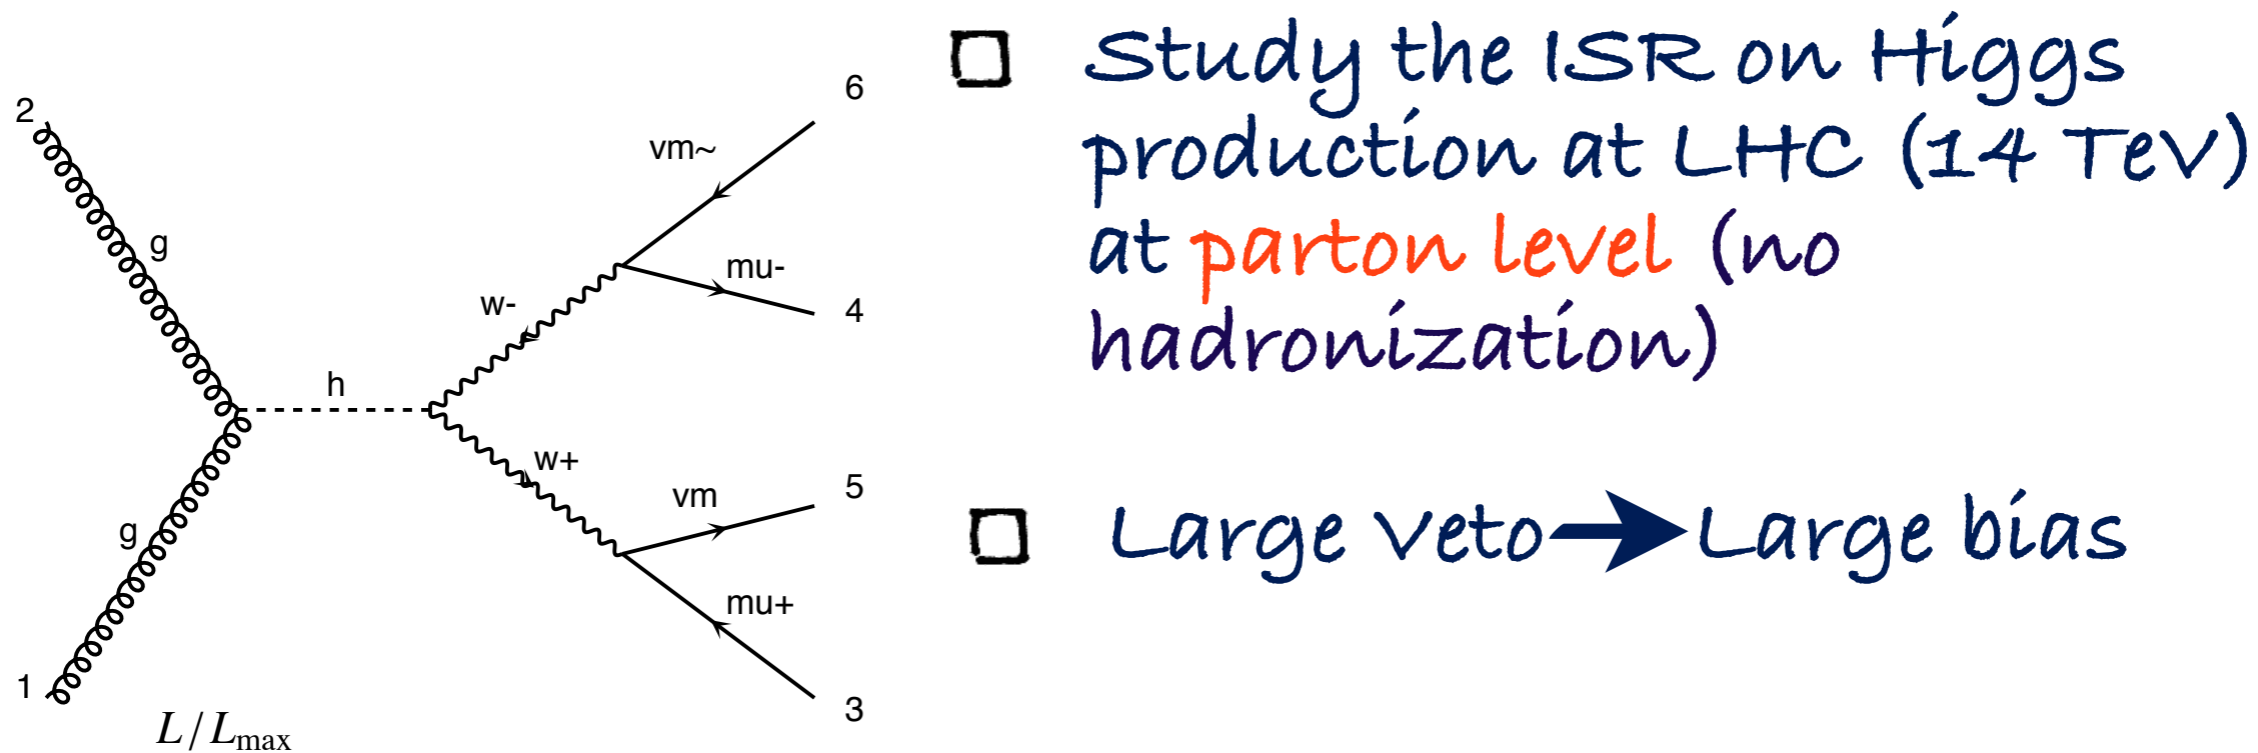 2
g
h
g
1
w-
w+
vm~
mu-
vm
mu+
6
4
5
3
L/Lmax
Study the ISR on Higgs
production at LHC (14 TeV)
at parton level (no
hadronization)
Large Veto → Large bias